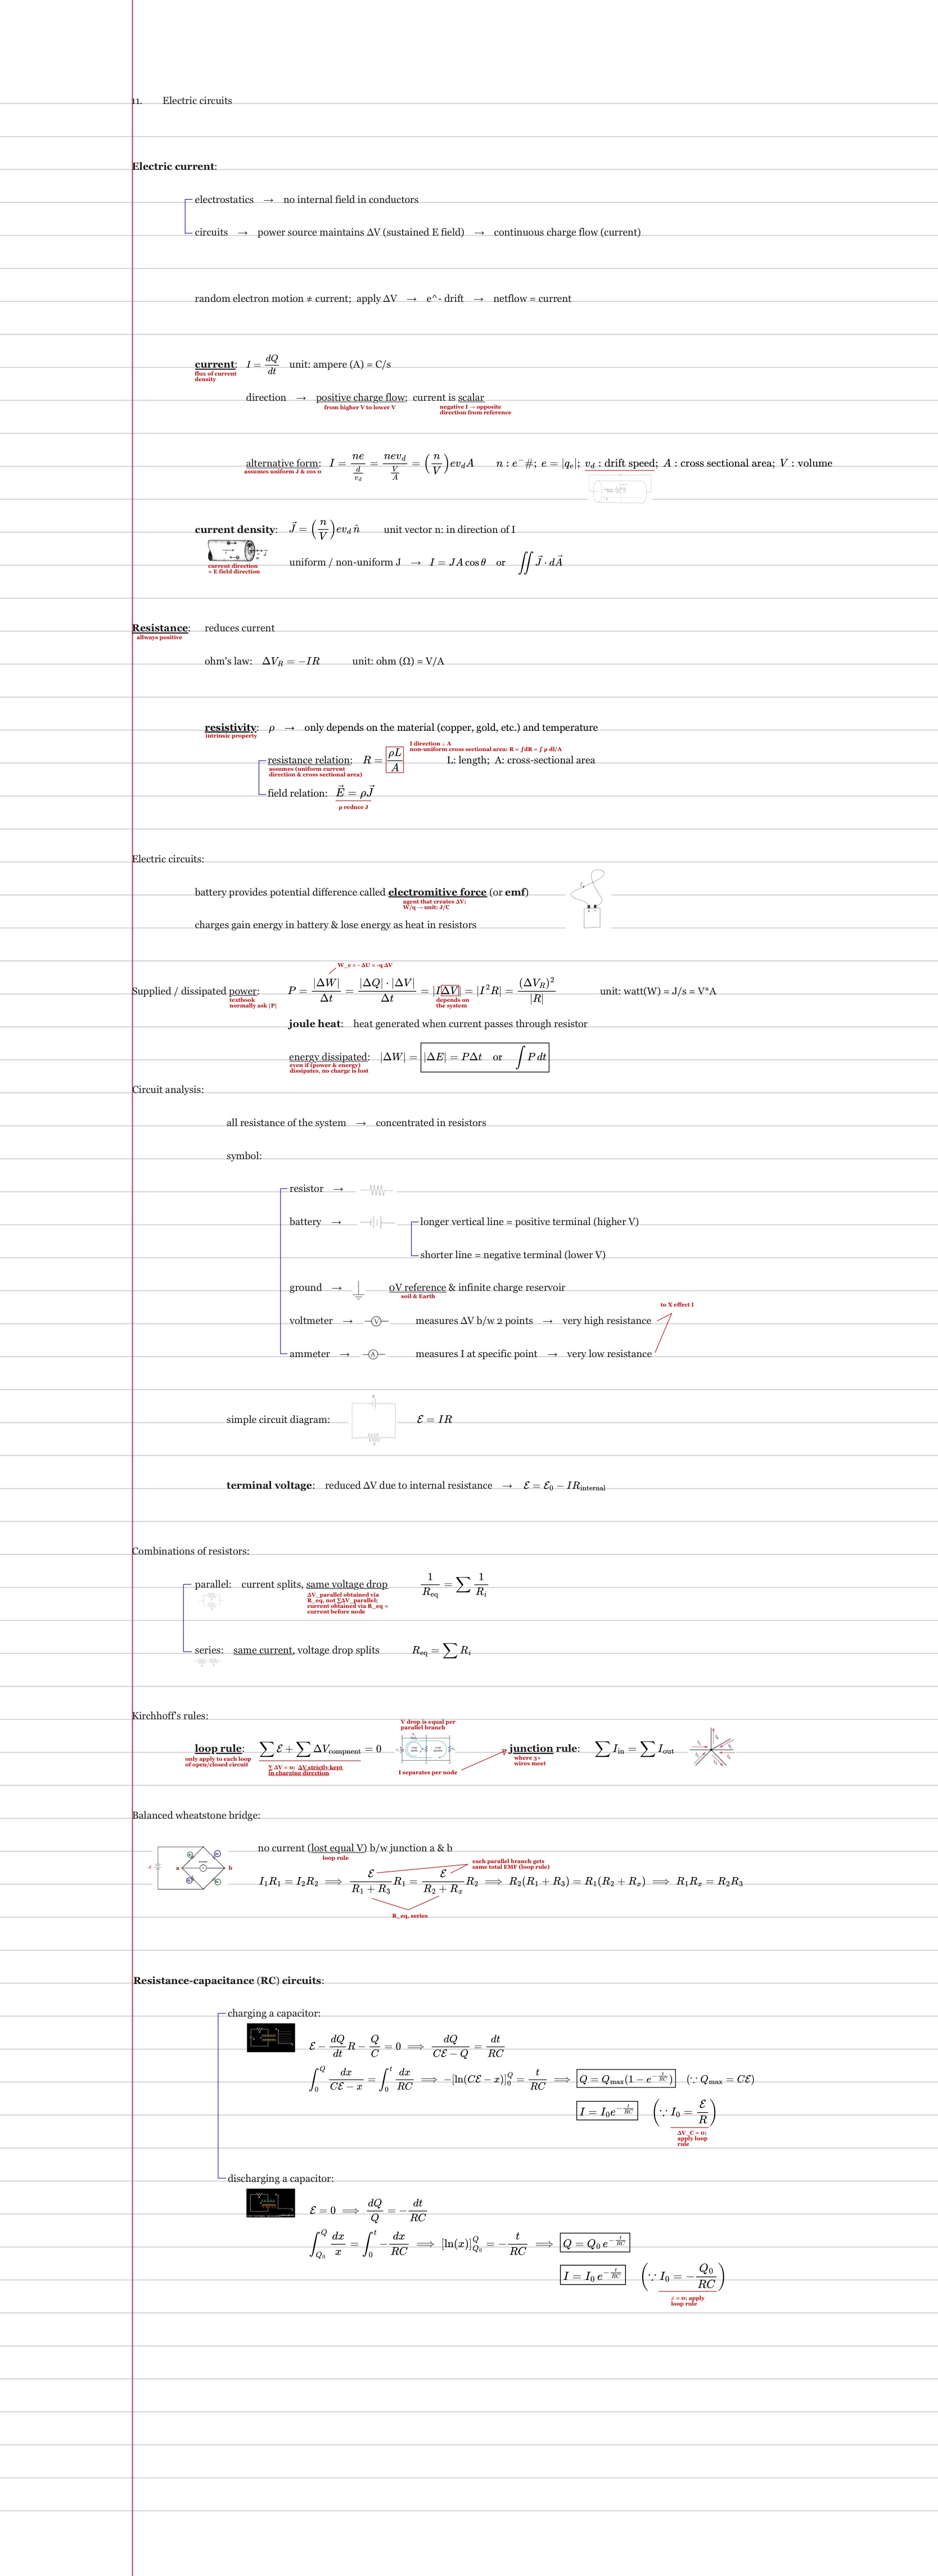 11. Electric circuits
Electric current:
electrostatics → no internal field in conductors
circuits → power source maintains ΔV (sustained E field) → continuous charge flow (current)
random electron motion ≠ current; apply ΔV → e^- drift → netflow = current
current: I = dQ/dt unit: ampere (A) = C/s
flux of current
density
direction → positive charge flow; current is scalar
from higher V to lower V
negative I → opposite
direction from reference
alternative form: I = ne/(d/v_d) = nev_d/(V/A) = (n/V)ev_dA n : e⁻#; e = |q_e|; v_d : drift speed; A : cross sectional area; V : volume
assumes uniform J & cos 0
current density: J⃗ = (n/V)ev_d n̂ unit vector n: in direction of I
current direction
= E field direction
uniform / non-uniform J → I = JA cos θ or ∬ J⃗ · dA⃗
Resistance: reduces current
allways positive
ohm's law: ΔV_R = −IR unit: ohm (Ω) = V/A
resistivity: ρ → only depends on the material (copper, gold, etc.) and temperature
intrinsic property
I direction ⊥ A
non-uniform cross sectional area: R = ∫dR = ∫ ρ dl/A
resistance relation: R = ρL/A L: length; A: cross-sectional area
assumes (uniform current
direction & cross sectional area)
field relation: E⃗ = ρJ⃗
ρ reduce J
Electric circuits:
battery provides potential difference called electromitive force (or emf)
agent that creates ΔV;
W/q → unit: J/C
charges gain energy in battery & lose energy as heat in resistors
W_c = - ΔU = -q ΔV
Supplied / dissipated power: P = |ΔW|/Δt = |ΔQ| · |ΔV|/Δt = |IΔV| = |I²R| = (ΔV_R)²/|R| unit: watt(W) = J/s = V*A
textbook
normally ask |P|
depends on
the system
joule heat: heat generated when current passes through resistor
energy dissipated: |ΔW| = |ΔE| = PΔt or ∫ P dt
even if (power & energy)
dissipates, no charge is lost
Circuit analysis:
all resistance of the system → concentrated in resistors
symbol:
resistor →
battery → longer vertical line = positive terminal (higher V)
shorter line = negative terminal (lower V)
ground → 0V reference & infinite charge reservoir
soil & Earth
to X effect I
voltmeter → V measures ΔV b/w 2 points → very high resistance
ammeter → A measures I at specific point → very low resistance
simple circuit diagram: ℰ = IR
terminal voltage: reduced ΔV due to internal resistance → ℰ = ℰ₀ − IR_internal
Combinations of resistors:
parallel: current splits, same voltage drop 1/R_eq = ∑ 1/R_i
ΔV_parallel obtained via
R_eq, not ∑ΔV_parallel;
current obtained via R_eq =
current before node
series: same current, voltage drop splits R_eq = ∑ R_i
Kirchhoff's rules:
V drop is equal per
parallel branch
loop rule: ∑ ℰ + ∑ ΔV_compnent = 0 junction rule: ∑ I_in = ∑ I_out
only apply to each loop
of open/closed circuit
∑ ΔV = 0; ΔV strictly kept
in charging direction
I separates per node
where 3+
wires meet
Balanced wheatstone bridge:
no current (lost equal V) b/w junction a & b
loop rule
a b
each parallel branch gets
same total EMF (loop rule)
I₁R₁ = I₂R₂ ⟹ ℰ/(R₁ + R₃) R₁ = ℰ/(R₂ + R_x) R₂ ⟹ R₂(R₁ + R₃) = R₁(R₂ + R_x) ⟹ R₁R_x = R₂R₃
R_eq, series
Resistance-capacitance (RC) circuits:
charging a capacitor:
ℰ − dQ/dt R − Q/C = 0 ⟹ dQ/(Cℰ − Q) = dt/RC
∫₀^Q dx/(Cℰ − x) = ∫₀^t dx/RC ⟹ −[ln(Cℰ − x)]₀^Q = t/RC ⟹ Q = Q_max(1 − e^(−t/RC)) (∵ Q_max = Cℰ)
I = I₀e^(−t/RC) (∵ I₀ = ℰ/R)
ΔV_C = 0;
apply loop
rule
discharging a capacitor:
ℰ = 0 ⟹ dQ/Q = −dt/RC
∫_Q₀^Q dx/x = ∫₀^t −dx/RC ⟹ [ln(x)]_Q₀^Q = −t/RC ⟹ Q = Q₀ e^(−t/RC)
I = I₀ e^(−t/RC) (∵ I₀ = −Q₀/RC)
ε = 0; apply
loop rule